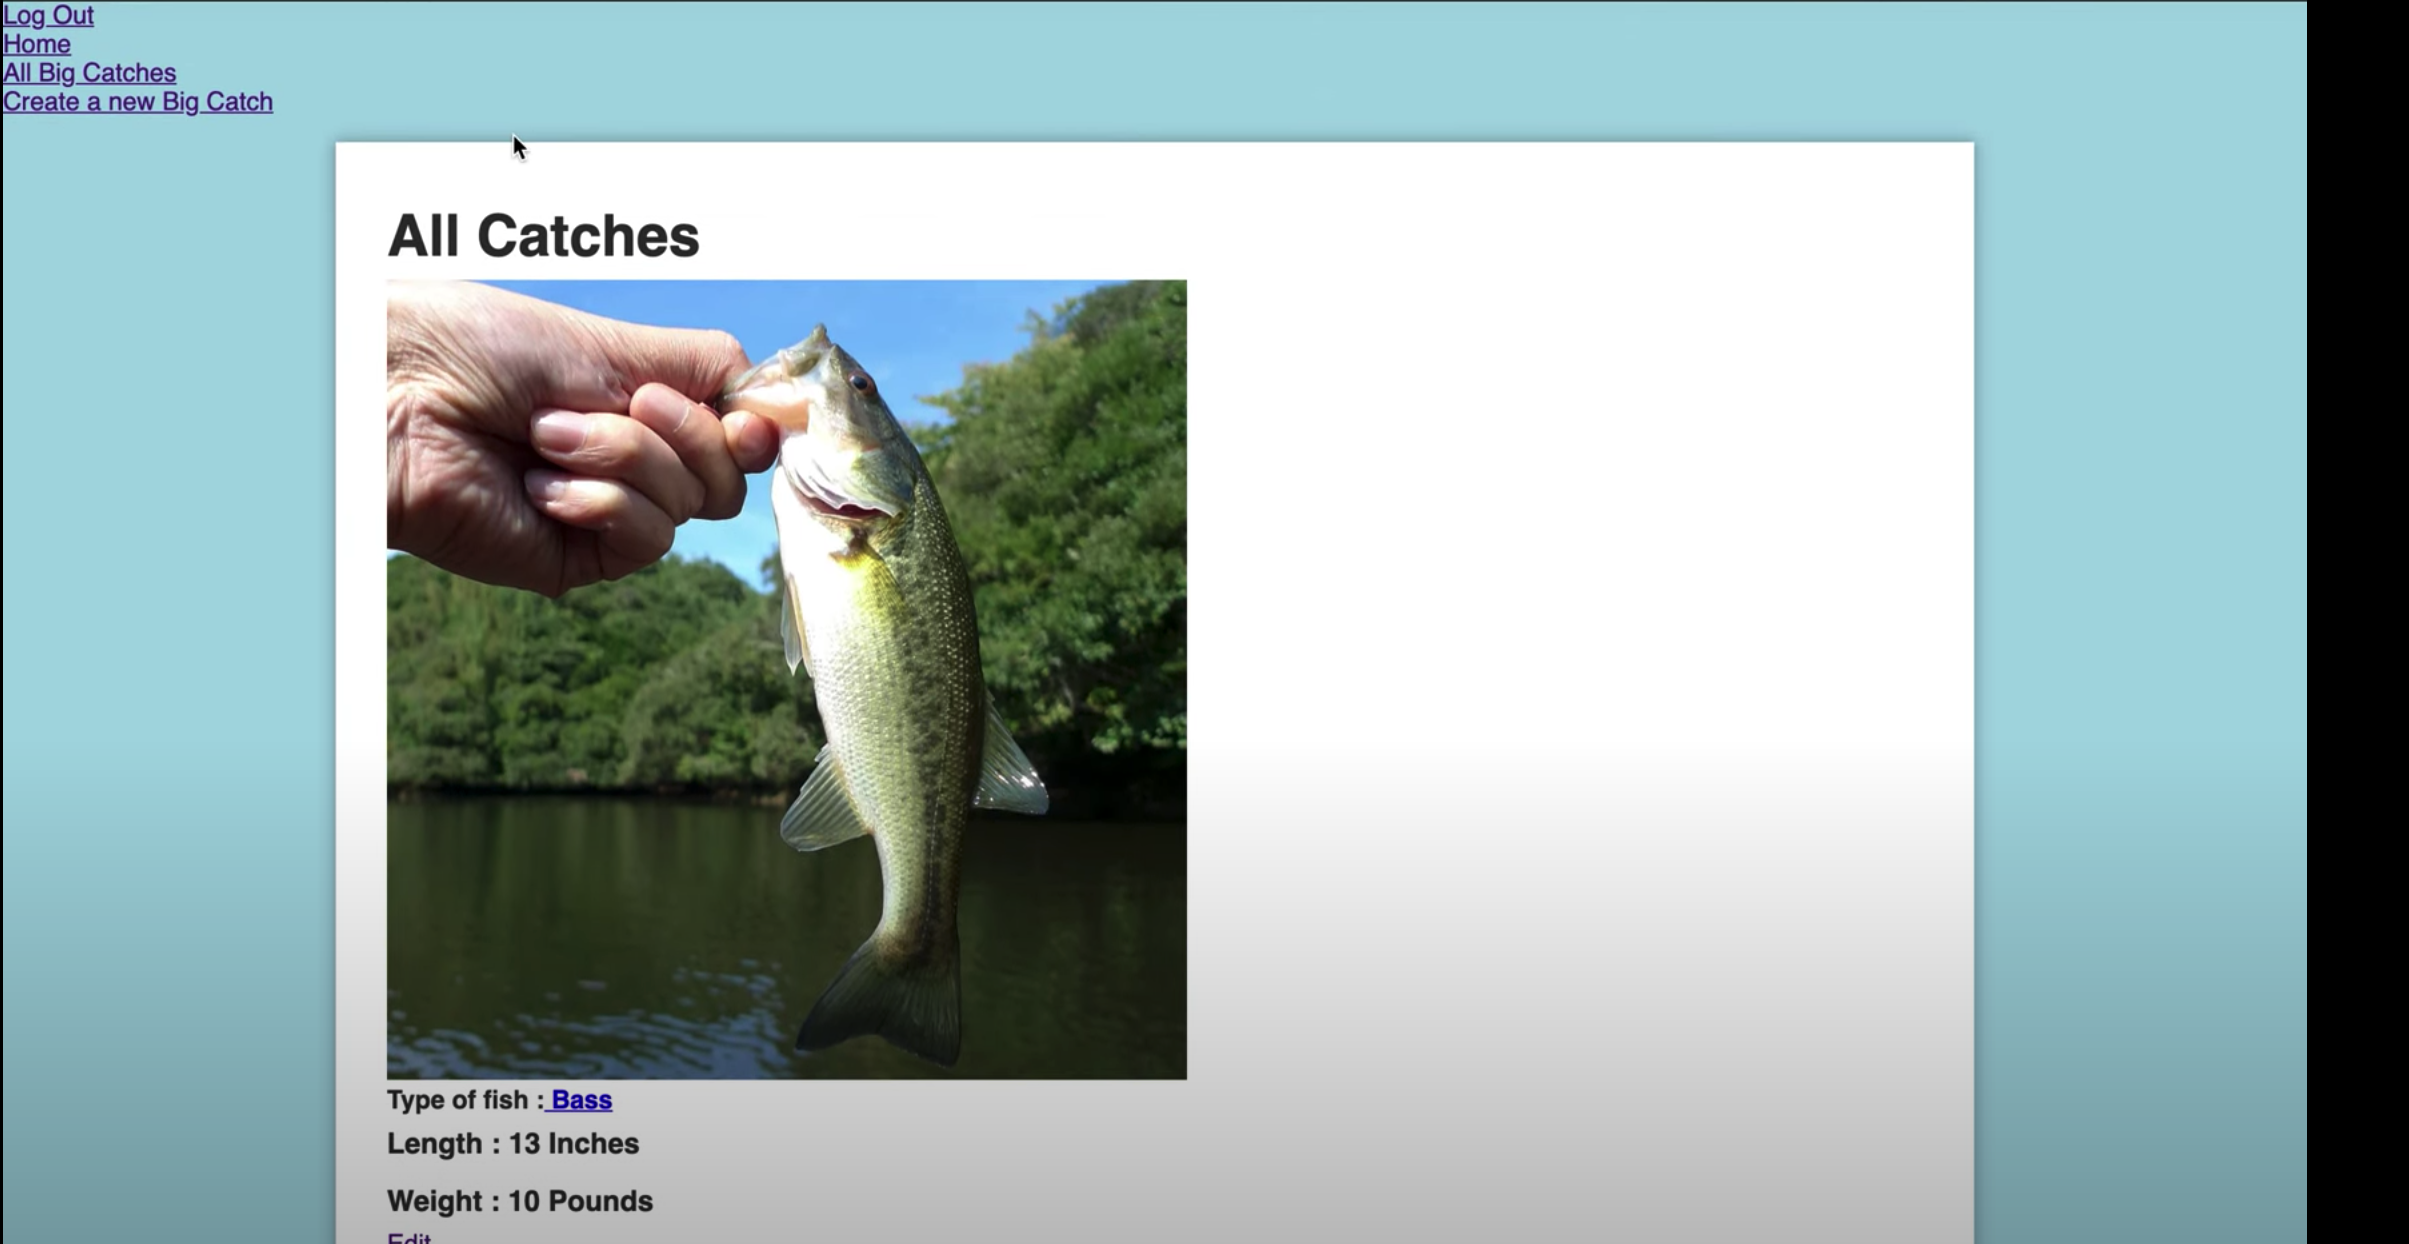 Log Out
Home
All Big Catches
Create a new Big Catch
All Catches
Type of fish : Bass
Length : 13 Inches
Weight : 10 Pounds
Edit